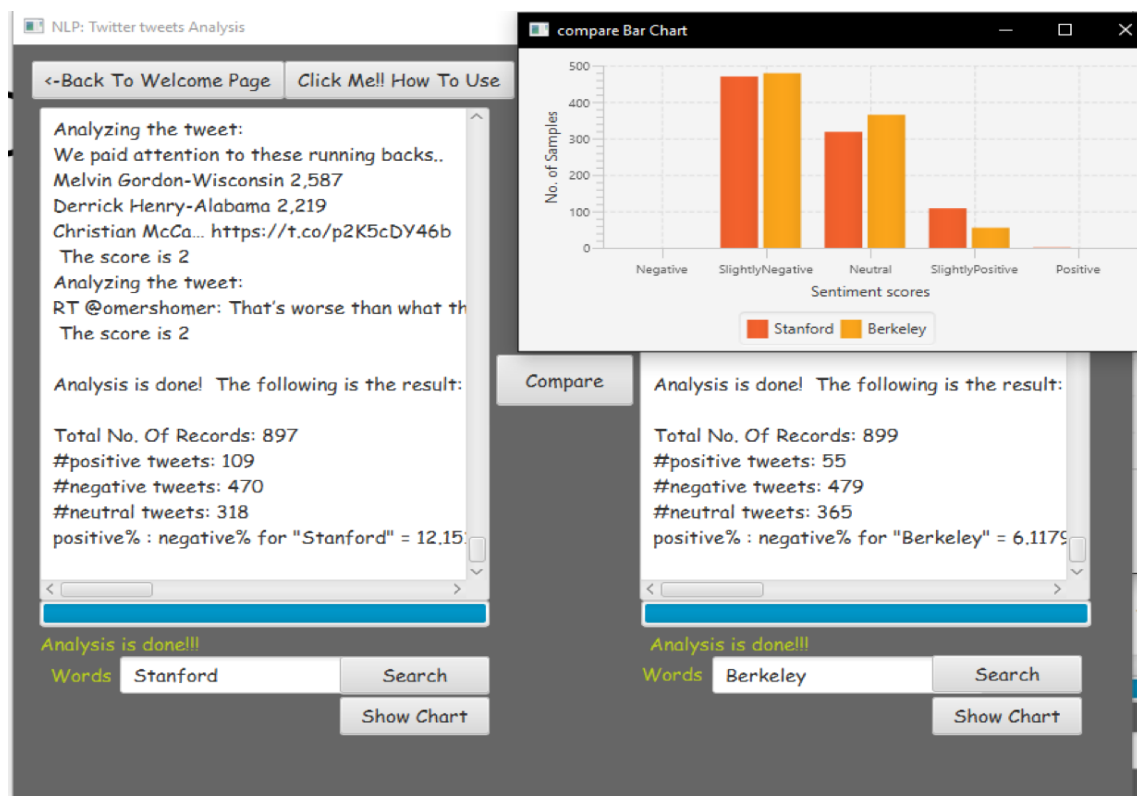 NLP: Twitter tweets Analysis
<-Back To Welcome Page
Click Me!! How To Use
Analyzing the tweet:
We paid attention to these running backs..
Melvin Gordon-Wisconsin 2,587
Derrick Henry-Alabama 2,219
Christian McCa… https://t.co/p2K5cDY46b
The score is 2
Analyzing the tweet:
RT @omershomer: That's worse than what th
The score is 2
Analysis is done! The following is the result:
Total No. Of Records: 897
#positive tweets: 109
#negative tweets: 470
#neutral tweets: 318
positive% : negative% for "Stanford" = 12.151
Analysis is done!!!
Words
Stanford
Search
Show Chart
Compare
compare Bar Chart
No. of Samples
500
400
300
200
100
0
Negative
SlightlyNegative
Neutral
SlightlyPositive
Positive
Sentiment scores
Stanford
Berkeley
Analysis is done! The following is the result:
Total No. Of Records: 899
#positive tweets: 55
#negative tweets: 479
#neutral tweets: 365
positive% : negative% for "Berkeley" = 6.1179
Analysis is done!!!
Words
Berkeley
Search
Show Chart